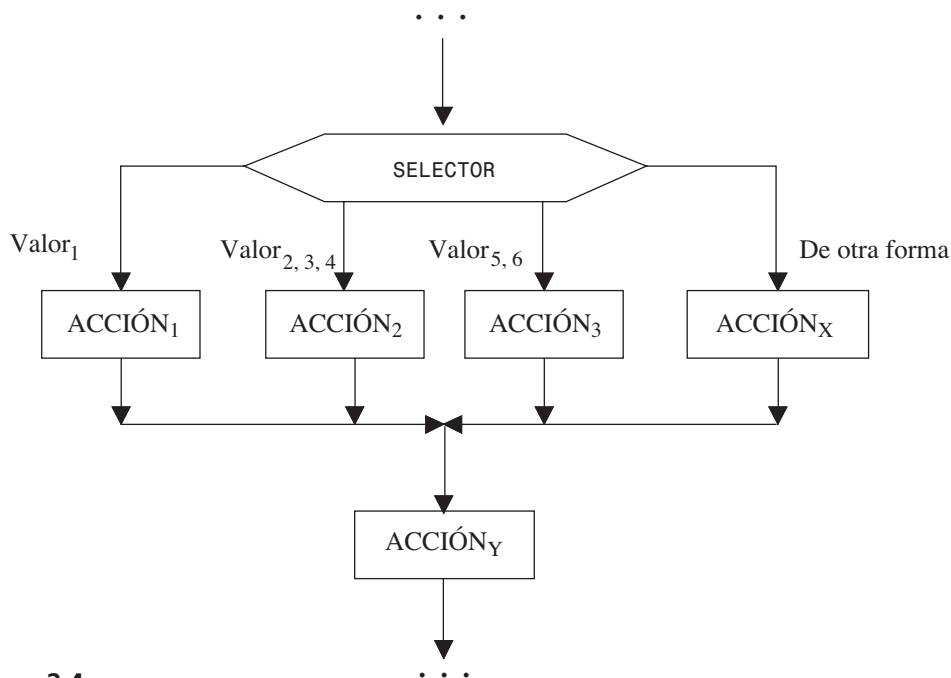 . . .
SELECTOR
Valor1
Valor2, 3, 4
Valor5, 6
De otra forma
ACCIÓN1
ACCIÓN2
ACCIÓN3
ACCIÓNX
ACCIÓNY
. . .